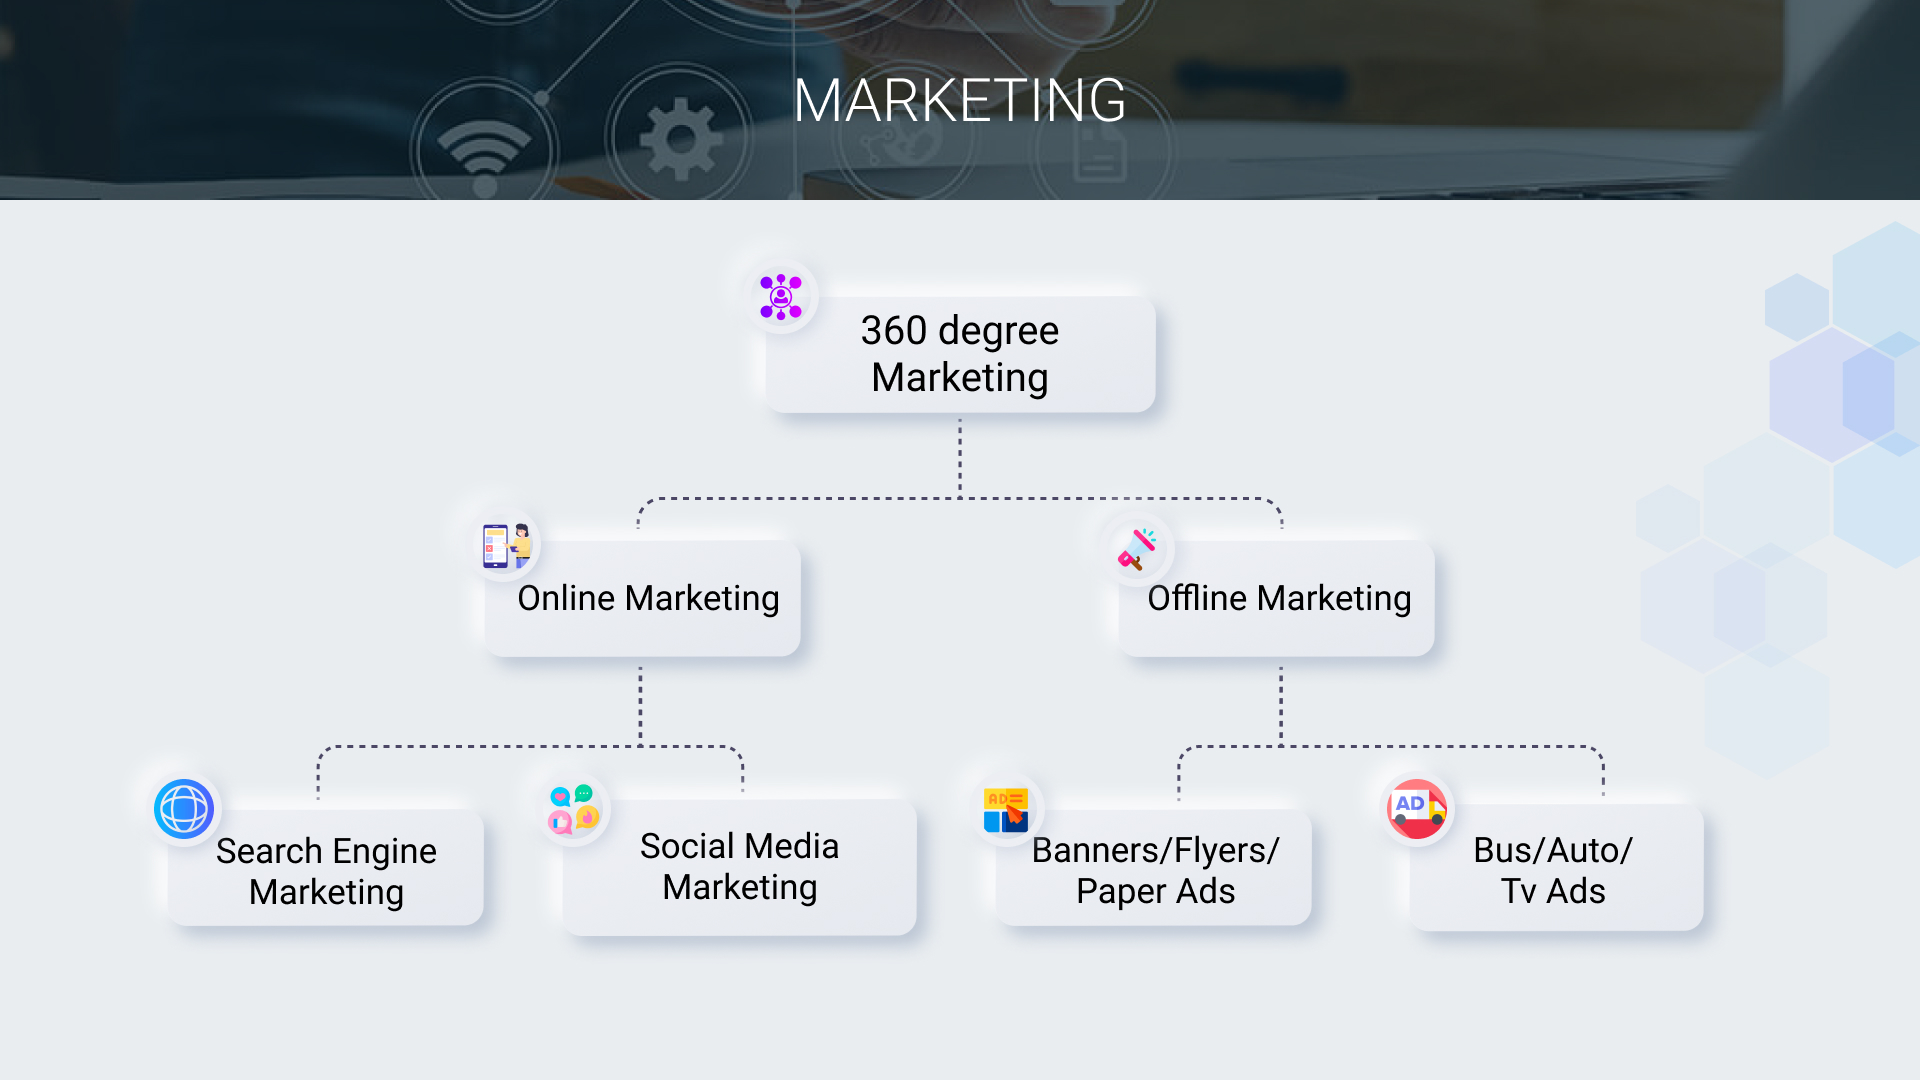 MARKETING
360 degree
Marketing
Online Marketing
Offline Marketing
Search Engine
Marketing
Social Media
Marketing
AD
Banners/Flyers/
Paper Ads
AD
Bus/Auto/
Tv Ads